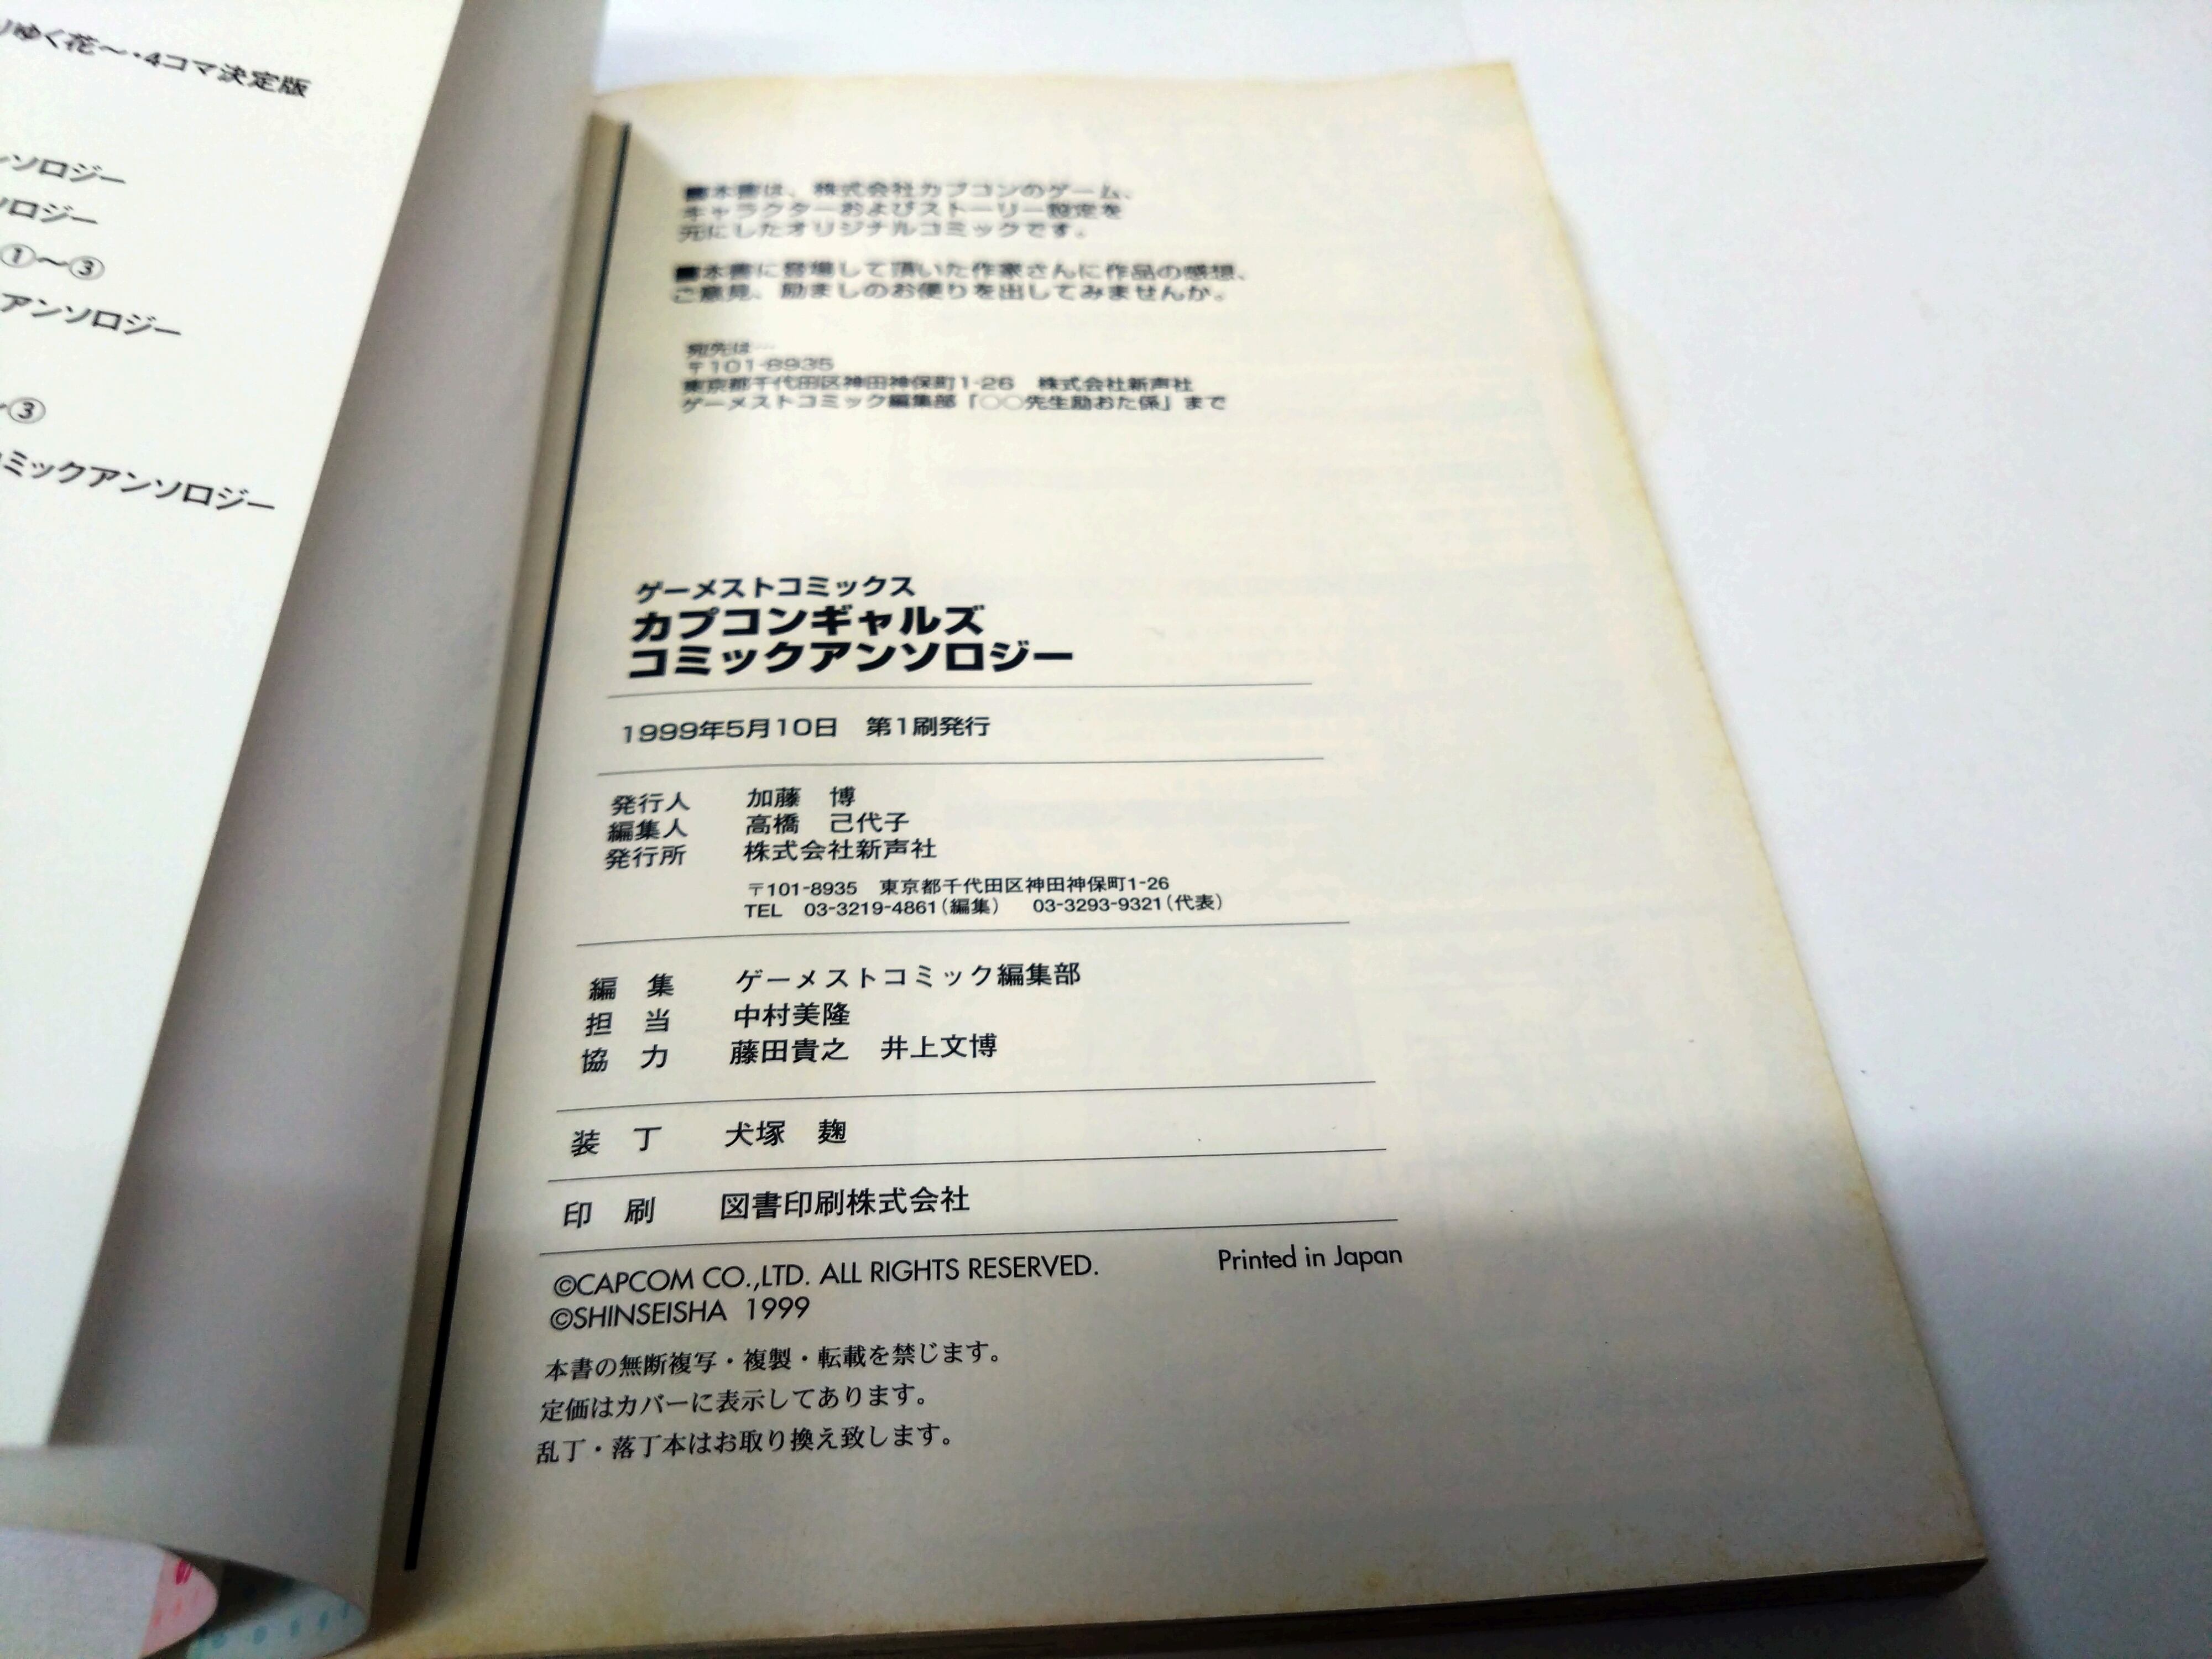 りゆく花〜・4コマ決定版
ンソロジー
ソロジー
①〜③
アンソロジー
〜③
コミックアンソロジー
■本書は、株式会社カプコンのゲーム、
キャラクターおよびストーリー設定を
元にしたオリジナルコミックです。
■本書に登場して頂いた作家さんに作品の感想、
ご意見、励ましのお便りを出してみませんか。
宛先は…
〒101-8935
東京都千代田区神田神保町1-26　株式会社新声社
ゲーメストコミック編集部「○○先生励おた係」まで
ゲーメストコミックス
カプコンギャルズ
コミックアンソロジー
1999年5月10日　第1刷発行
発行人　加藤　博
編集人　高橋　己代子
発行所　株式会社新声社
〒101-8935　東京都千代田区神田神保町1-26
TEL　03-3219-4861（編集）　03-3293-9321（代表）
編　集　ゲーメストコミック編集部
担　当　中村美隆
協　力　藤田貴之　井上文博
装　丁　犬塚　麹
印　刷　図書印刷株式会社
©CAPCOM CO.,LTD. ALL RIGHTS RESERVED.　Printed in Japan
©SHINSEISHA 1999
本書の無断複写・複製・転載を禁じます。
定価はカバーに表示してあります。
乱丁・落丁本はお取り換え致します。